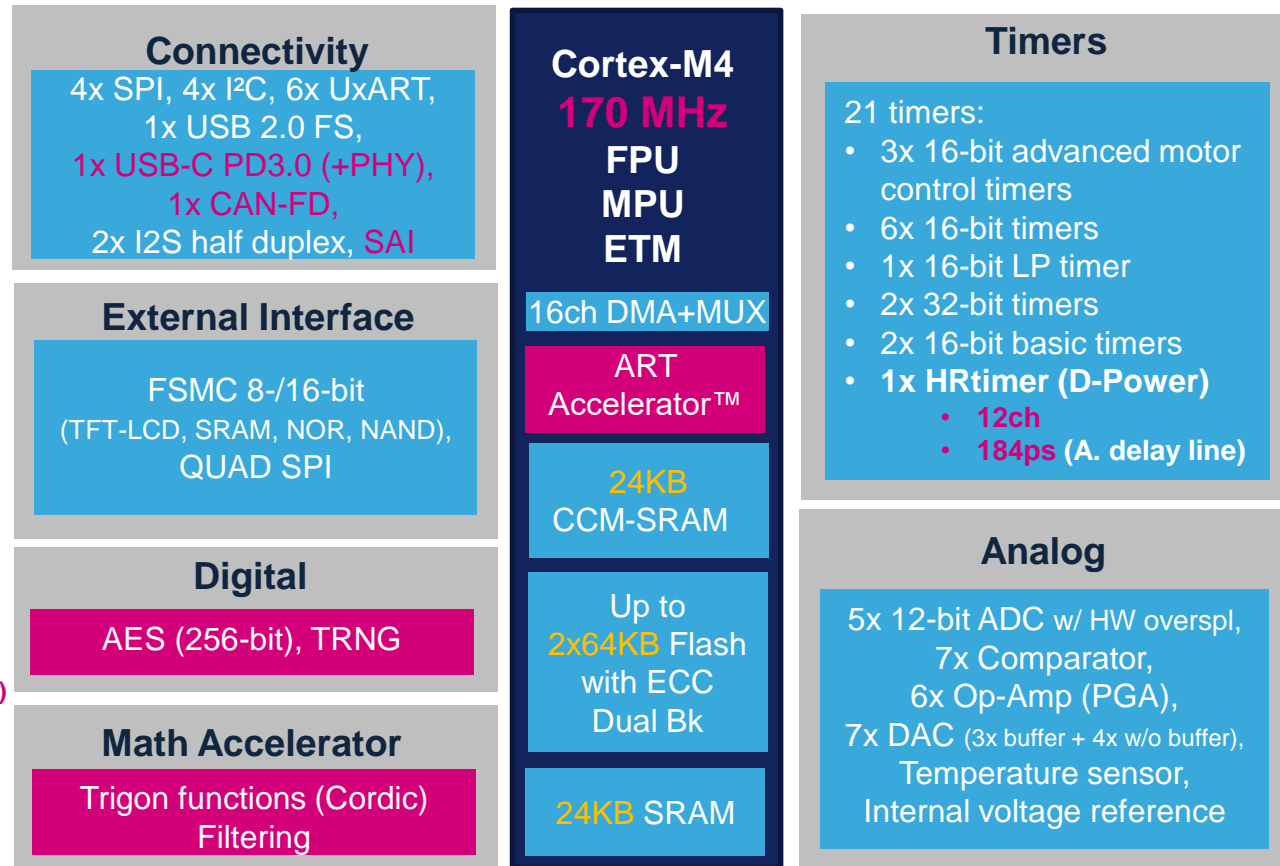 Connectivity
4x SPI, 4x I²C, 6x UxART,
1x USB 2.0 FS,
1x USB-C PD3.0 (+PHY),
1x CAN-FD,
2x I2S half duplex, SAI
External Interface
FSMC 8-/16-bit
(TFT-LCD, SRAM, NOR, NAND),
QUAD SPI
Digital
AES (256-bit), TRNG
)
Math Accelerator
Trigon functions (Cordic)
Filtering
Cortex-M4
170 MHz
FPU
MPU
ETM
16ch DMA+MUX
ART
Accelerator™
24KB
CCM-SRAM
Up to
2x64KB Flash
with ECC
Dual Bk
24KB SRAM
Timers
21 timers:
• 3x 16-bit advanced motor
control timers
• 6x 16-bit timers
• 1x 16-bit LP timer
• 2x 32-bit timers
• 2x 16-bit basic timers
• 1x HRtimer (D-Power)
• 12ch
• 184ps (A. delay line)
Analog
5x 12-bit ADC w/ HW overspl,
7x Comparator,
6x Op-Amp (PGA),
7x DAC (3x buffer + 4x w/o buffer),
Temperature sensor,
Internal voltage reference